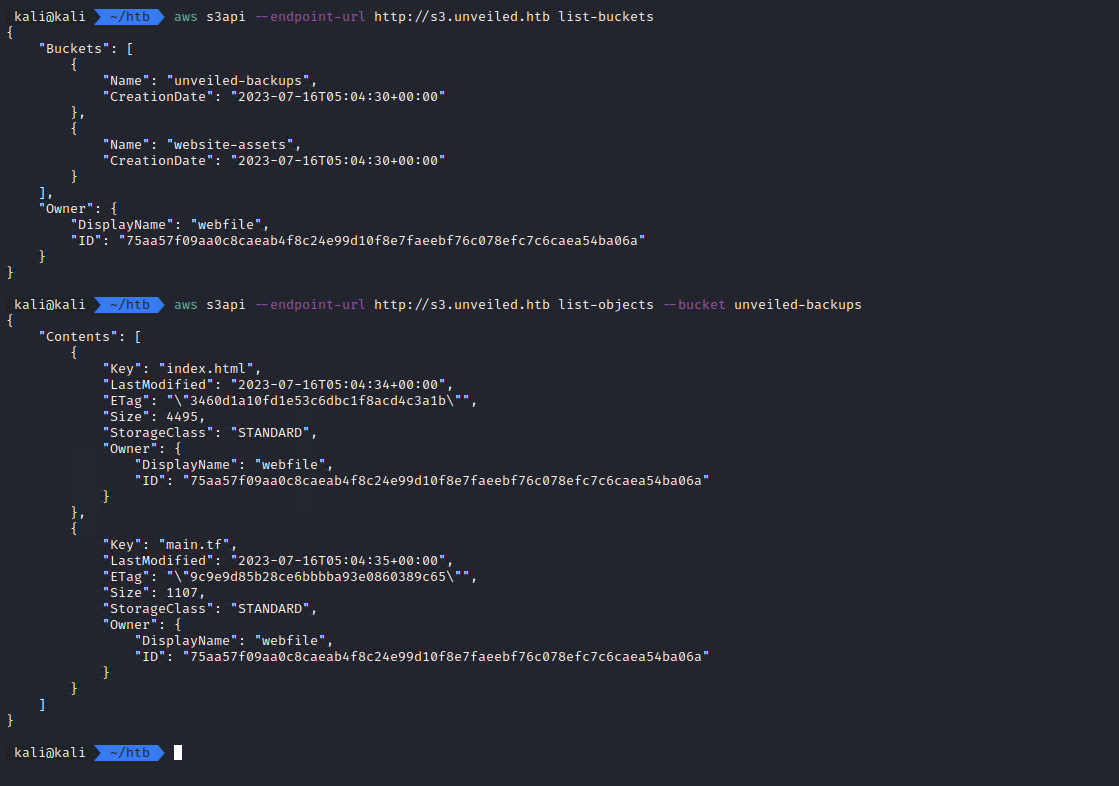 kali@kali ~/htb aws s3api --endpoint-url http://s3.unveiled.htb list-buckets
{
    "Buckets": [
        {
            "Name": "unveiled-backups",
            "CreationDate": "2023-07-16T05:04:30+00:00"
        },
        {
            "Name": "website-assets",
            "CreationDate": "2023-07-16T05:04:30+00:00"
        }
    ],
    "Owner": {
        "DisplayName": "webfile",
        "ID": "75aa57f09aa0c8caeab4f8c24e99d10f8e7faeebf76c078efc7c6caea54ba06a"
    }
}
kali@kali ~/htb aws s3api --endpoint-url http://s3.unveiled.htb list-objects --bucket unveiled-backups
{
    "Contents": [
        {
            "Key": "index.html",
            "LastModified": "2023-07-16T05:04:34+00:00",
            "ETag": "\"3460d1a10fd1e53c6dbc1f8acd4c3a1b\"",
            "Size": 4495,
            "StorageClass": "STANDARD",
            "Owner": {
                "DisplayName": "webfile",
                "ID": "75aa57f09aa0c8caeab4f8c24e99d10f8e7faeebf76c078efc7c6caea54ba06a"
            }
        },
        {
            "Key": "main.tf",
            "LastModified": "2023-07-16T05:04:35+00:00",
            "ETag": "\"9c9e9d85b28ce6bbbba93e0860389c65\"",
            "Size": 1107,
            "StorageClass": "STANDARD",
            "Owner": {
                "DisplayName": "webfile",
                "ID": "75aa57f09aa0c8caeab4f8c24e99d10f8e7faeebf76c078efc7c6caea54ba06a"
            }
        }
    ]
}
kali@kali ~/htb